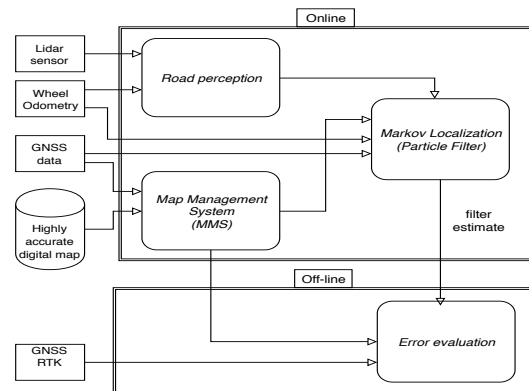 Online
Lidar
sensor
Road perception
Wheel
Odometry
Markov Localization
(Particle Filter)
GNSS
data
Map Management
System
(MMS)
Highly
accurate
digital map
filter
estimate
Off-line
Error evaluation
GNSS
RTK